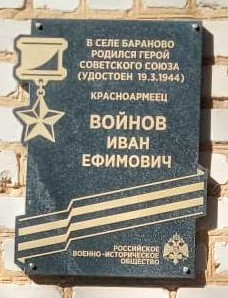 В СЕЛЕ БАРАНОВО
РОДИЛСЯ ГЕРОЙ
СОВЕТСКОГО СОЮЗА
(УДОСТОЕН 19.3.1944)
КРАСНОАРМЕЕЦ
ВОЙНОВ
ИВАН
ЕФИМОВИЧ
РОССИЙСКОЕ
ВОЕННО-ИСТОРИЧЕСКОЕ
ОБЩЕСТВО